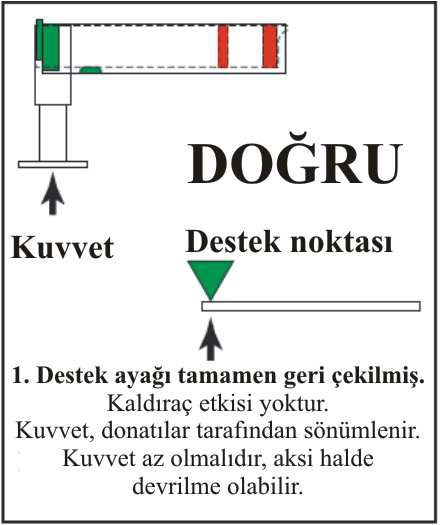 DOĞRU
Kuvvet
Destek noktası
1. Destek ayağı tamamen geri çekilmiş.
Kaldıraç etkisi yoktur.
Kuvvet, donatılar tarafından sönümlenir.
Kuvvet az olmalıdır, aksi halde
devrilme olabilir.